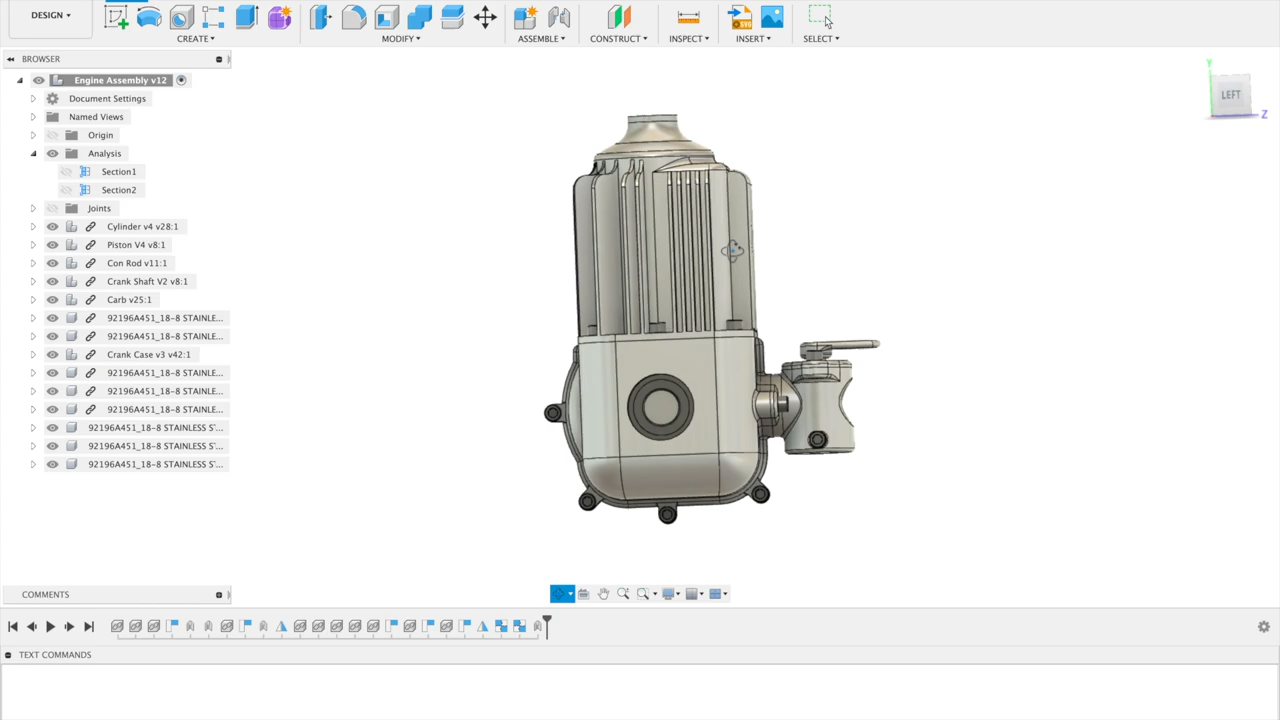 DESIGN
CREATE
MODIFY
ASSEMBLE
CONSTRUCT
INSPECT
SVG
INSERT
SELECT
BROWSER
Engine Assembly v12
Document Settings
Named Views
Origin
Analysis
Section1
Section2
Joints
Cylinder v4 v28:1
Piston V4 v8:1
Con Rod v11:1
Crank Shaft V2 v8:1
Carb v25:1
92196A451_18-8 STAINLE...
92196A451_18-8 STAINLE...
Crank Case v3 v42:1
92196A451_18-8 STAINLE...
92196A451_18-8 STAINLE...
92196A451_18-8 STAINLE...
92196A451_18-8 STAINLESS S'...
92196A451_18-8 STAINLESS S'...
92196A451_18-8 STAINLESS S'...
Y
LEFT
Z
COMMENTS
TEXT COMMANDS